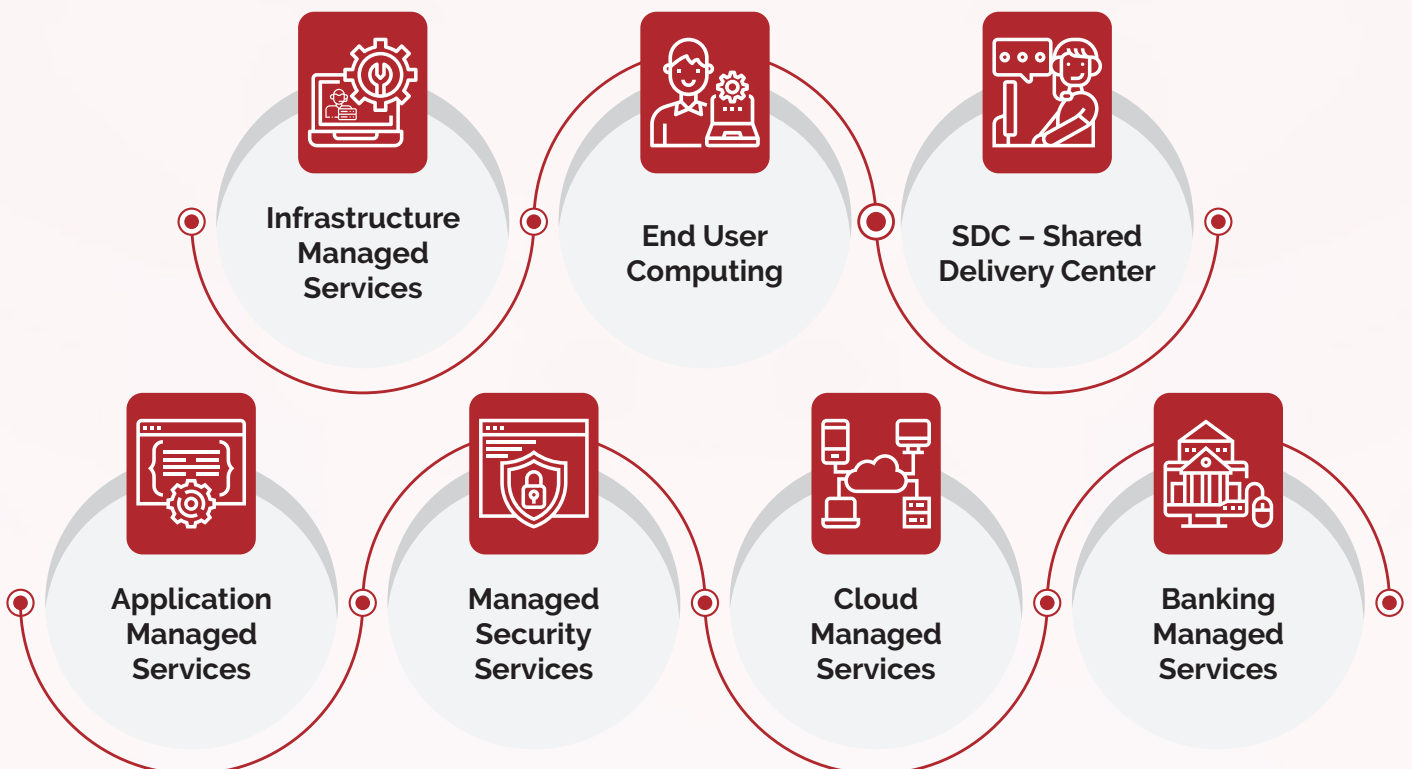 Infrastructure
Managed
Services
End User
Computing
SDC – Shared
Delivery Center
Application
Managed
Services
Managed
Security
Services
Cloud
Managed
Services
Banking
Managed
Services